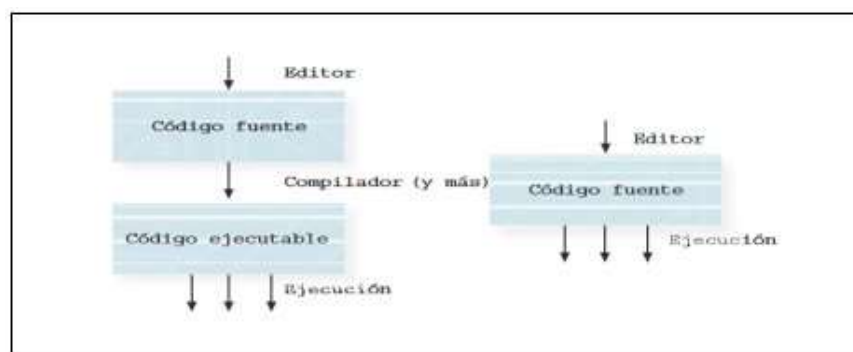 Editor
Código fuente
Compilador (y más)
Código ejecutable
Ejecución
Editor
Código fuente
Ejecución